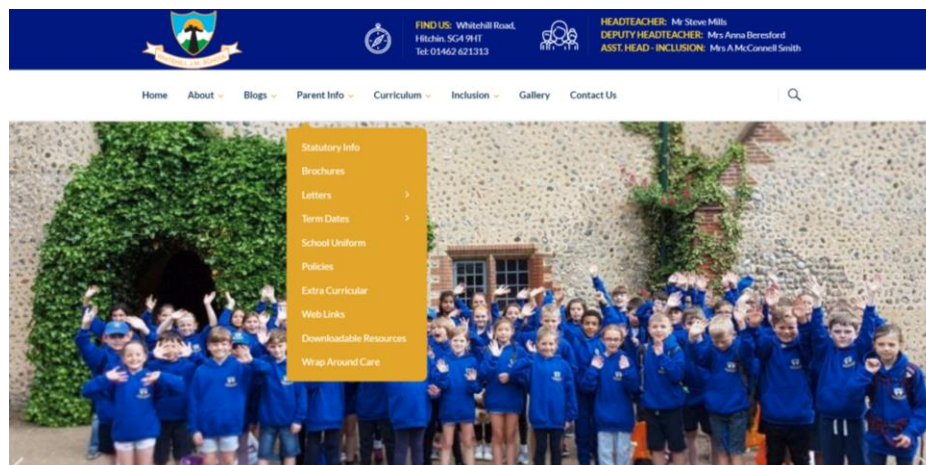 WHITEHILL J.M. SCHOOL
FIND US: Whitehill Road,
Hitchin. SG4 9HT
Tel: 01462 621313
HEADTEACHER: Mr Steve Mills
DEPUTY HEADTEACHER: Mrs Anna Beresford
ASST. HEAD - INCLUSION: Mrs A McConnell Smith
Home About Blogs Parent Info Curriculum Inclusion Gallery Contact Us
Statutory Info
Brochures
Letters
Term Dates
School Uniform
Policies
Extra Curricular
Web Links
Downloadable Resources
Wrap Around Care